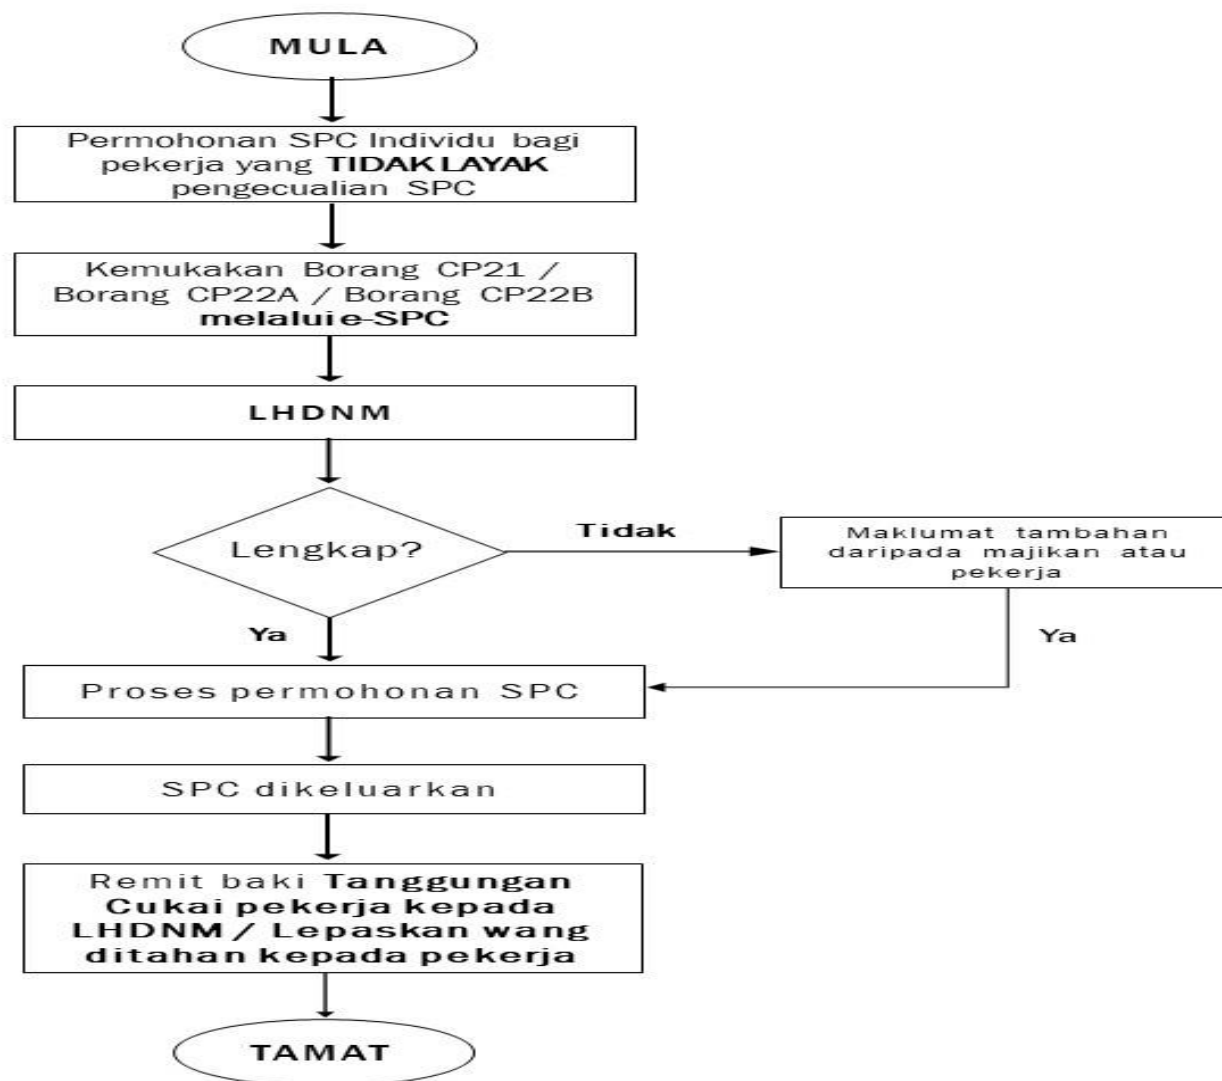 MULA
Permohonan SPC Individu bagi
pekerja yang TIDAK LAYAK
pengecualian SPC
Kemukakan Borang CP21 /
Borang CP22A / Borang CP22B
melalui e-SPC
LHDNM
Lengkap?
Tidak
Maklumat tambahan
daripada majikan atau
pekerja
Ya
Ya
Proses permohonan SPC
SPC dikeluarkan
Remit baki Tanggungan
Cukai pekerja kepada
LHDNM / Lepaskan wang
ditahan kepada pekerja
TAMAT